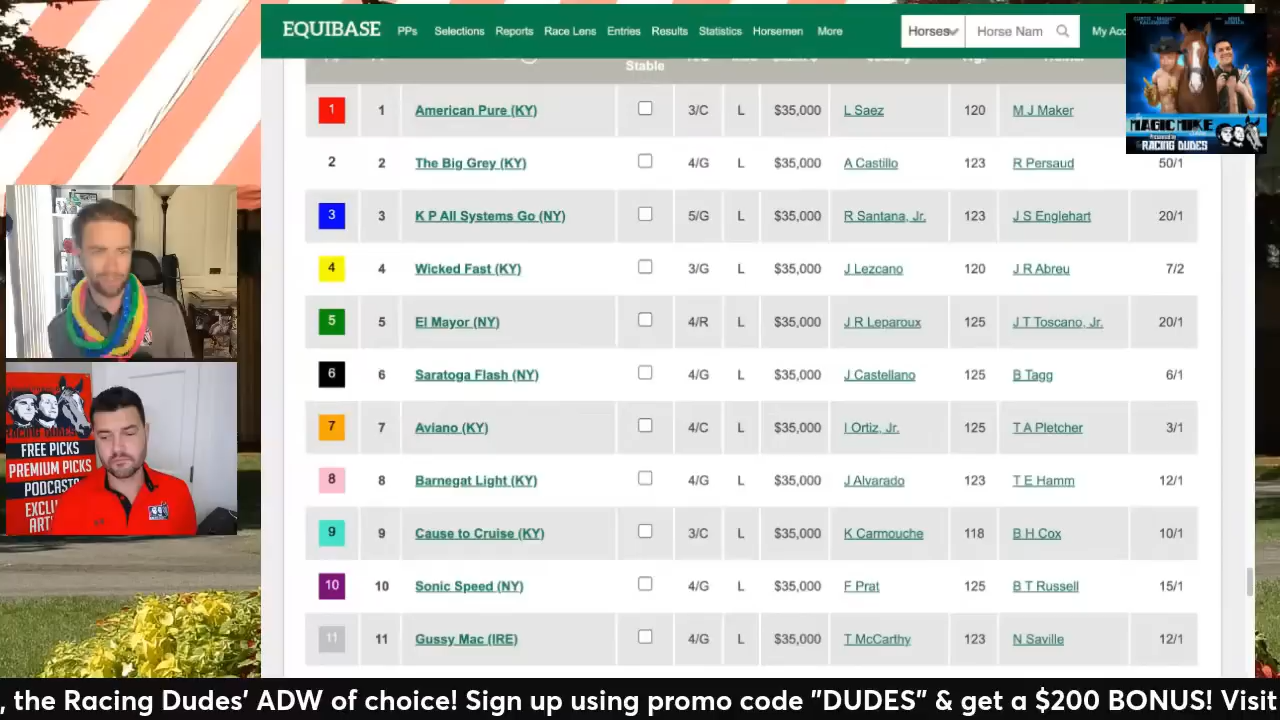 EQUIBASE PPs Selections Reports Race Lens Entries Results Statistics Horsemen More Horses Horse Nam My Acc
Stable
1 1 American Pure (KY) 3/C L $35,000 L Saez 120 M J Maker
2 2 The Big Grey (KY) 4/G L $35,000 A Castillo 123 R Persaud 50/1
3 3 K P All Systems Go (NY) 5/G L $35,000 R Santana, Jr. 123 J S Englehart 20/1
4 4 Wicked Fast (KY) 3/G L $35,000 J Lezcano 120 J R Abreu 7/2
5 5 El Mayor (NY) 4/R L $35,000 J R Leparoux 125 J T Toscano, Jr. 20/1
6 6 Saratoga Flash (NY) 4/G L $35,000 J Castellano 125 B Tagg 6/1
7 7 Aviano (KY) 4/C L $35,000 I Ortiz, Jr. 125 T A Pletcher 3/1
8 8 Barnegat Light (KY) 4/G L $35,000 J Alvarado 123 T E Hamm 12/1
9 9 Cause to Cruise (KY) 3/C L $35,000 K Carmouche 118 B H Cox 10/1
10 10 Sonic Speed (NY) 4/G L $35,000 F Prat 125 B T Russell 15/1
11 11 Gussy Mac (IRE) 4/G L $35,000 T McCarthy 123 N Saville 12/1
MAGIC MIKE
RACING DUDES
RACING DUDES
FREE PICKS
PREMIUM PICKS
PODCASTS
EXCLU
ART
, the Racing Dudes' ADW of choice! Sign up using promo code "DUDES" & get a $200 BONUS! Visit